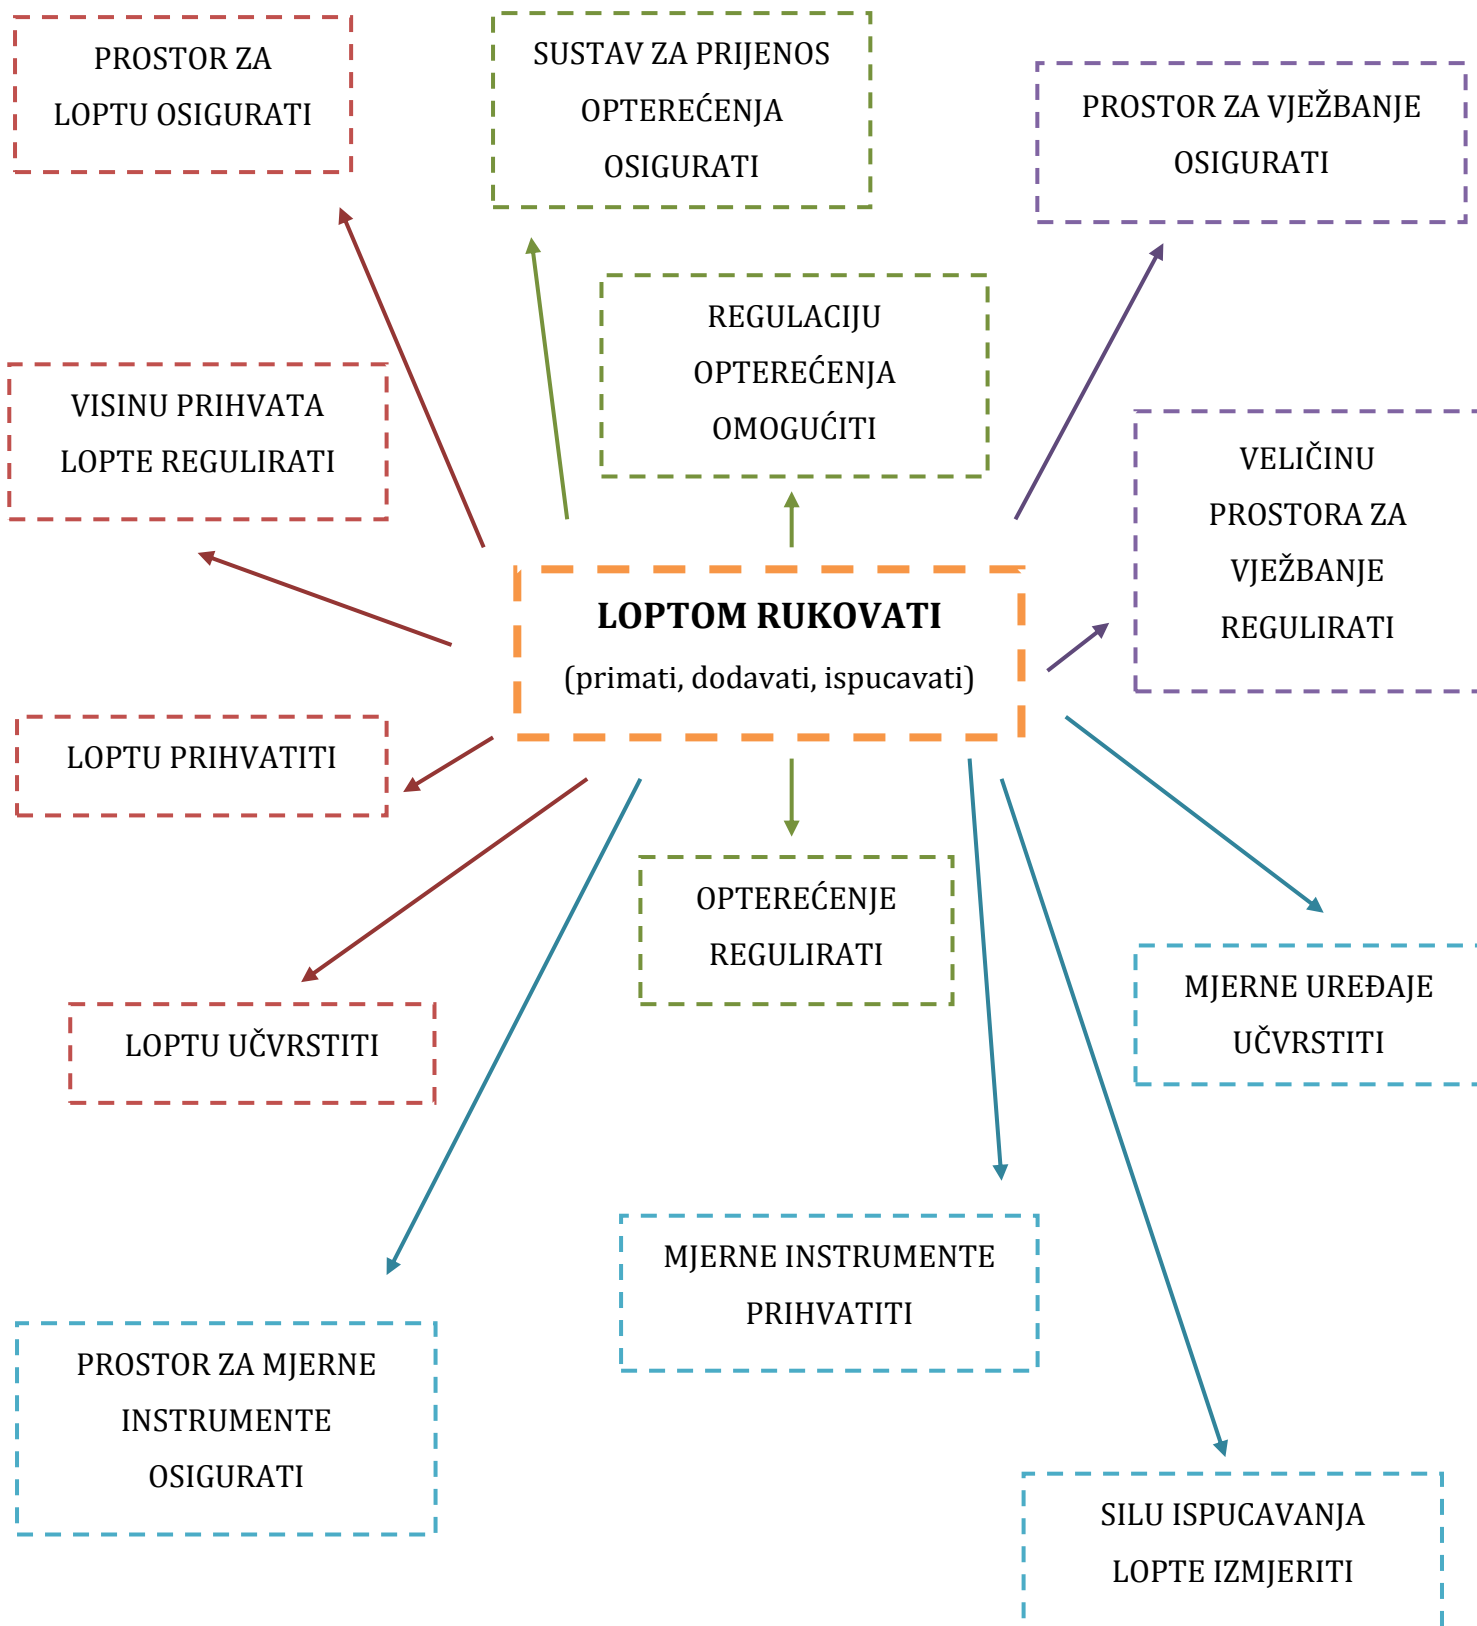 PROSTOR ZA
LOPTU OSIGURATI
SUSTAV ZA PRIJENOS
OPTEREĆENJA
OSIGURATI
PROSTOR ZA VJEŽBANJE
OSIGURATI
REGULACIJU
OPTEREĆENJA
OMOGUĆITI
VISINU PRIHVATA
LOPTE REGULIRATI
VELIČINU
PROSTORA ZA
VJEŽBANJE
REGULIRATI
LOPTOM RUKOVATI
(primati, dodavati, ispucavati)
LOPTU PRIHVATITI
OPTEREĆENJE
REGULIRATI
MJERNE UREĐAJE
UČVRSTITI
LOPTU UČVRSTITI
MJERNE INSTRUMENTE
PRIHVATITI
PROSTOR ZA MJERNE
INSTRUMENTE
OSIGURATI
SILU ISPUCAVANJA
LOPTE IZMJERITI